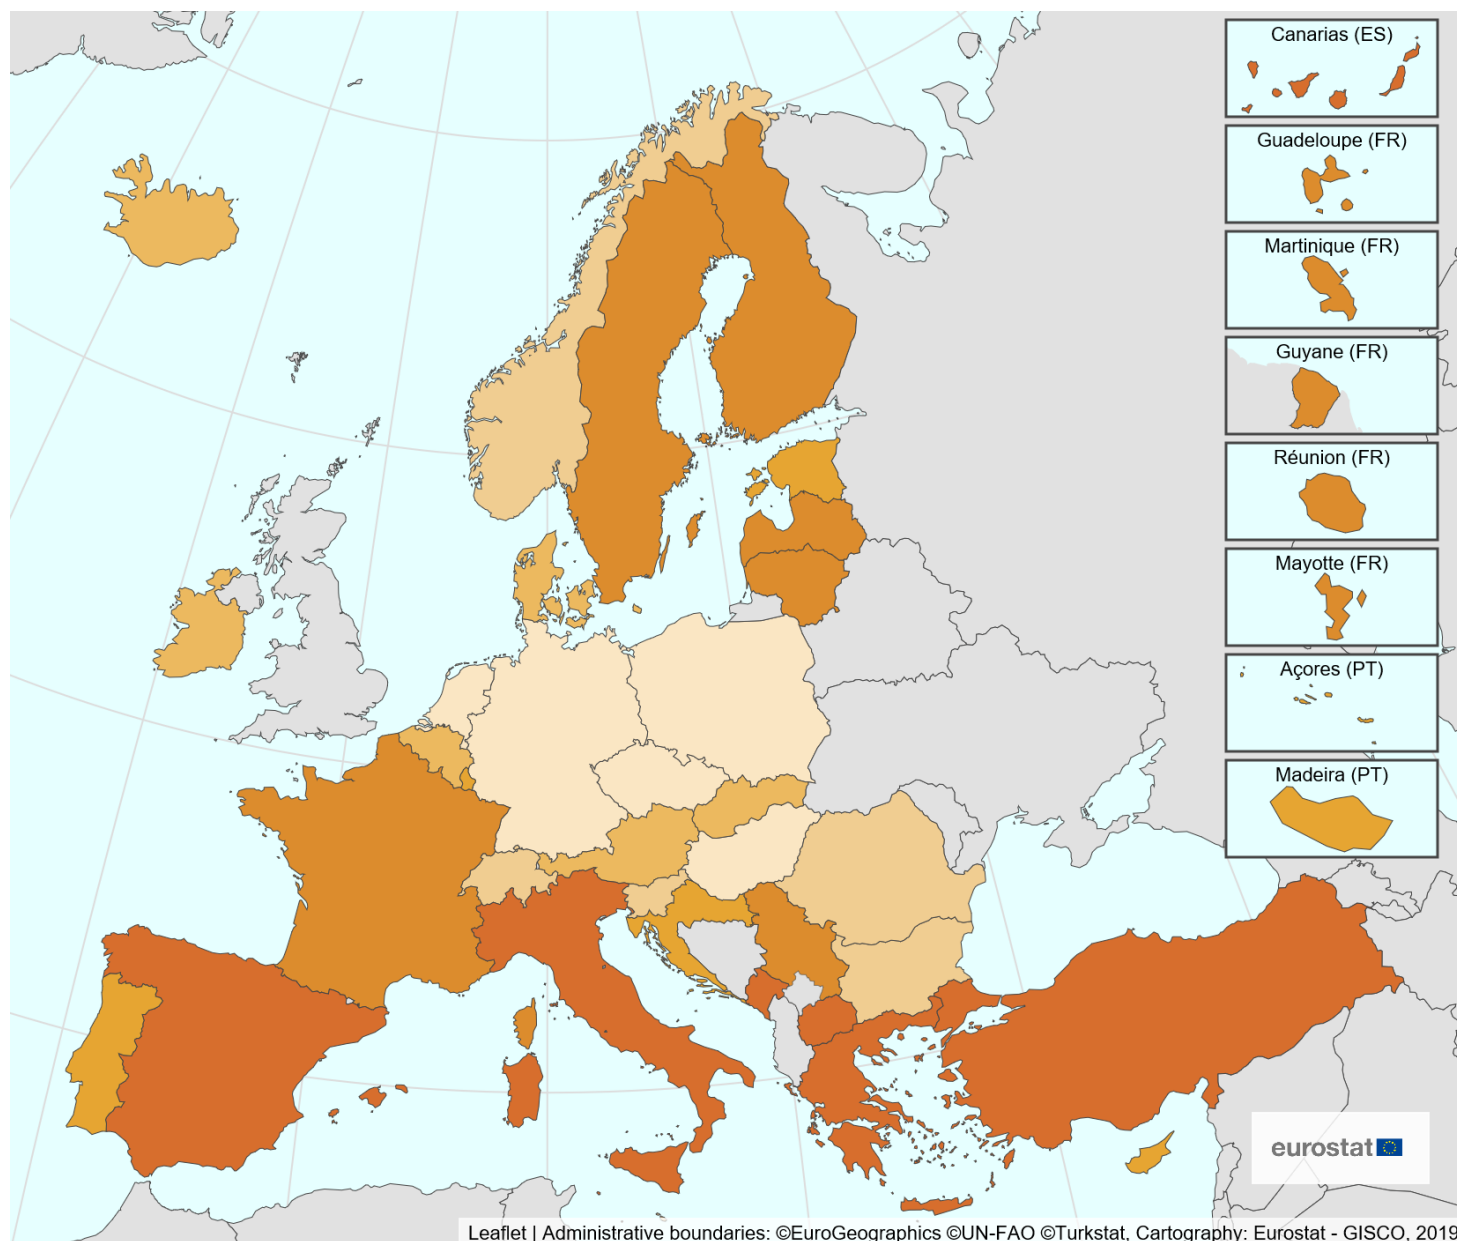 Canarias (ES)
Guadeloupe (FR)
Martinique (FR)
Guyane (FR)
Réunion (FR)
Mayotte (FR)
Açores (PT)
Madeira (PT)
eurostat
Leaflet | Administrative boundaries: ©EuroGeographics ©UN-FAO ©Turkstat, Cartography: Eurostat - GISCO, 2019